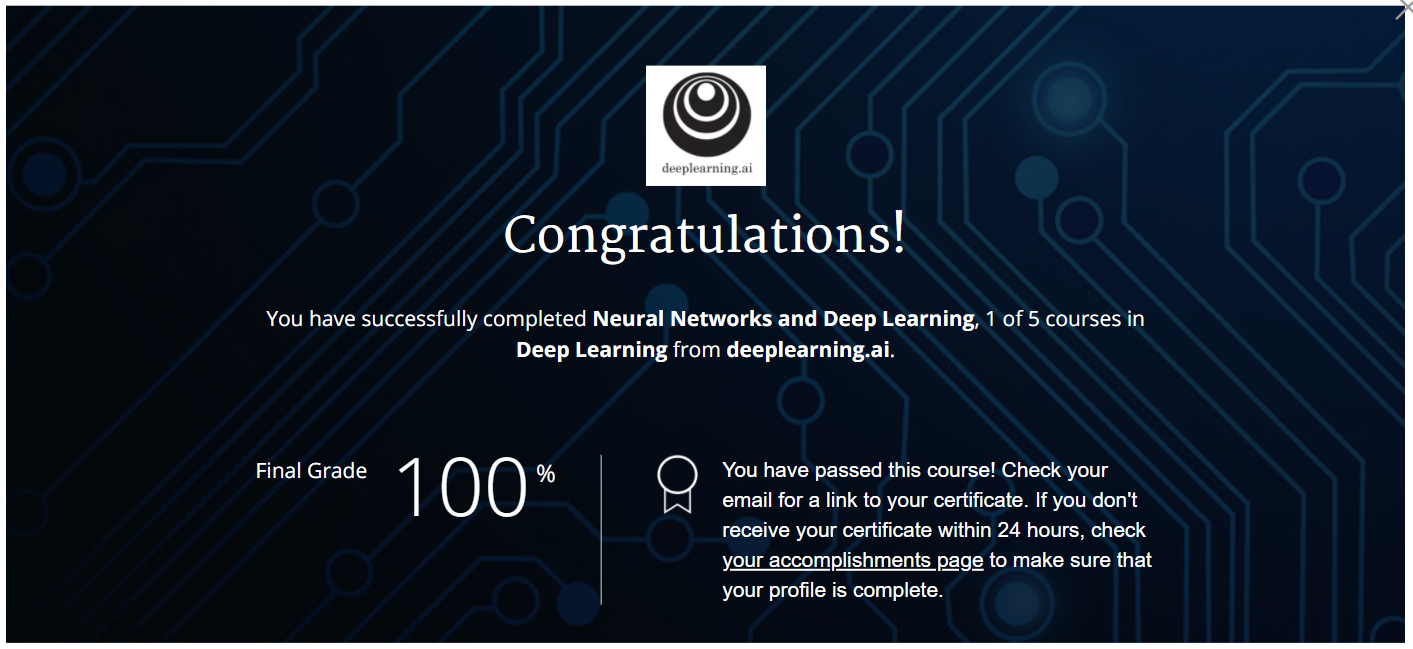 deeplearning.ai
Congratulations!
You have successfully completed Neural Networks and Deep Learning, 1 of 5 courses in
Deep Learning from deeplearning.ai.
Final Grade 100 %
You have passed this course! Check your
email for a link to your certificate. If you don't
receive your certificate within 24 hours, check
your accomplishments page to make sure that
your profile is complete.